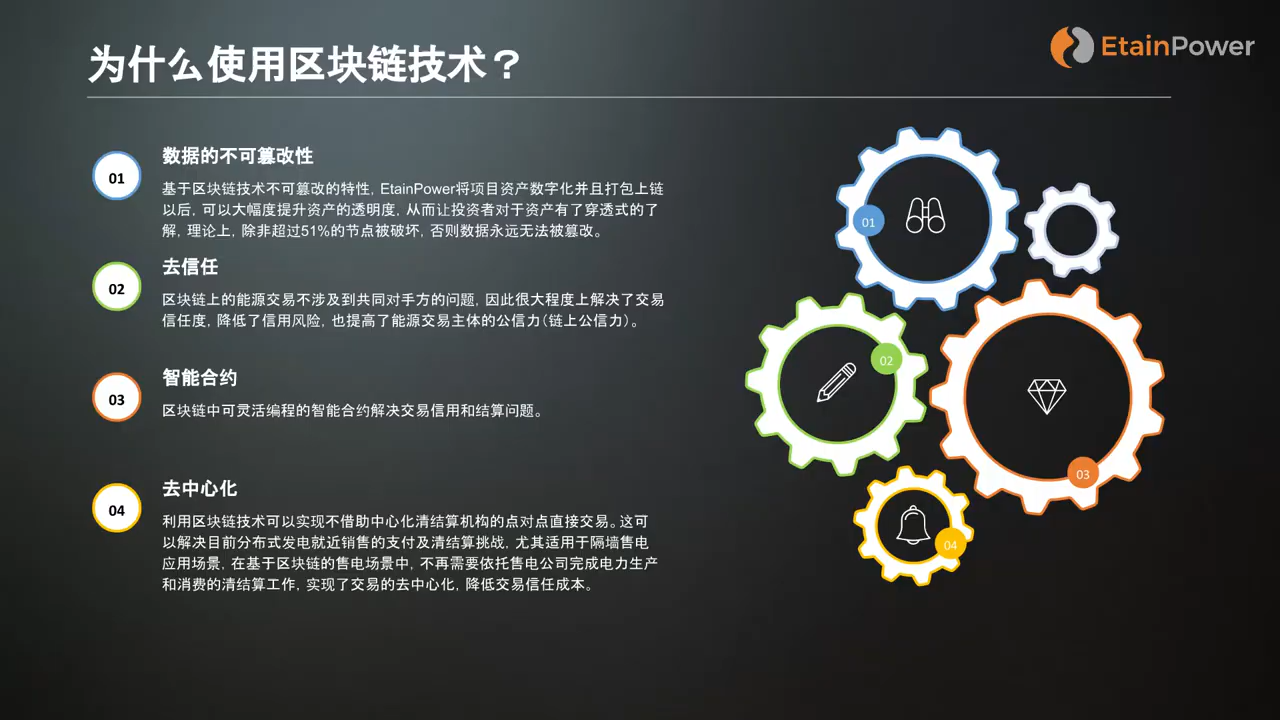 为什么使用区块链技术？
EtainPower
01
数据的不可篡改性
基于区块链技术不可篡改的特性，EtainPower将项目资产数字化并且打包上链
以后，可以大幅度提升资产的透明度，从而让投资者对于资产有了穿透式的了
解，理论上，除非超过51%的节点被破坏，否则数据永远无法被篡改。
02
去信任
区块链上的能源交易不涉及到共同对手方的问题，因此很大程度上解决了交易
信任度，降低了信用风险，也提高了能源交易主体的公信力（链上公信力）。
03
智能合约
区块链中可灵活编程的智能合约解决交易信用和结算问题。
04
去中心化
利用区块链技术可以实现不借助中心化清结算机构的点对点直接交易。这可
以解决目前分布式发电就近销售的支付及清结算挑战，尤其适用于隔墙售电
应用场景，在基于区块链的售电场景中，不再需要依托售电公司完成电力生产
和消费的清结算工作，实现了交易的去中心化，降低交易信任成本。
01
02
03
04